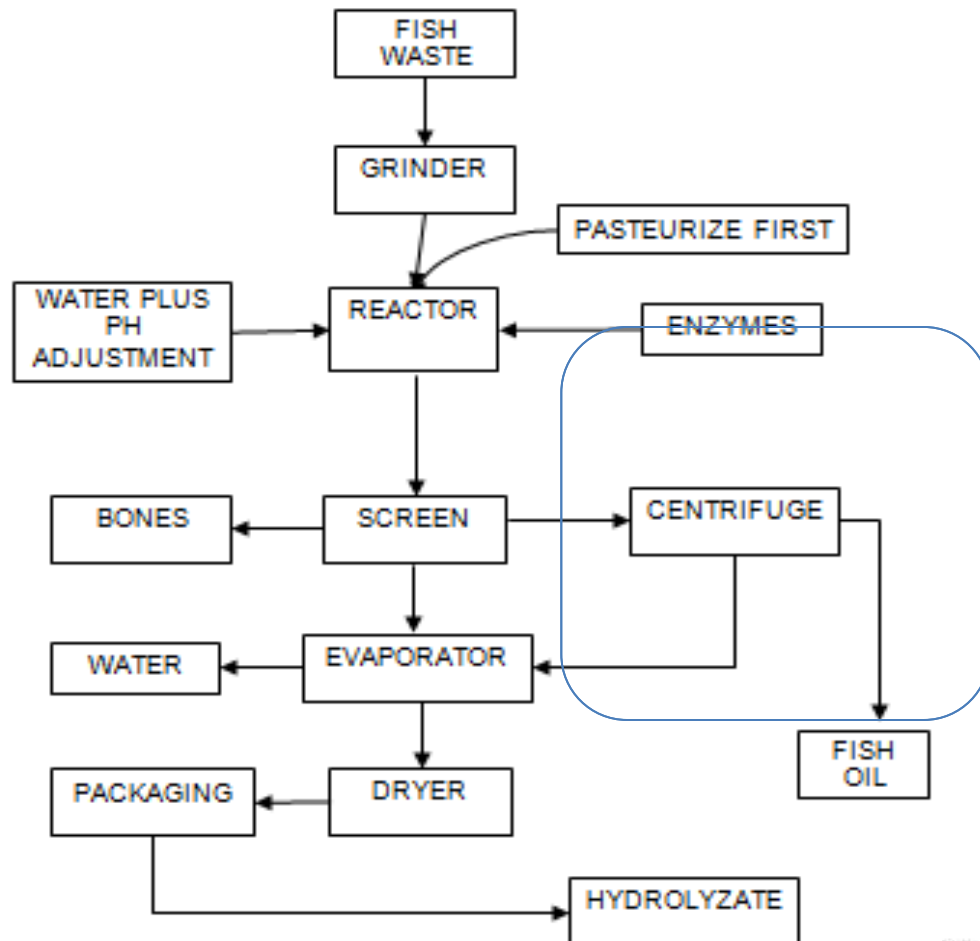 FISH
WASTE
GRINDER
PASTEURIZE FIRST
WATER PLUS
PH
ADJUSTMENT
REACTOR
ENZYMES
BONES
SCREEN
CENTRIFUGE
WATER
EVAPORATOR
FISH
OIL
PACKAGING
DRYER
HYDROLYZATE